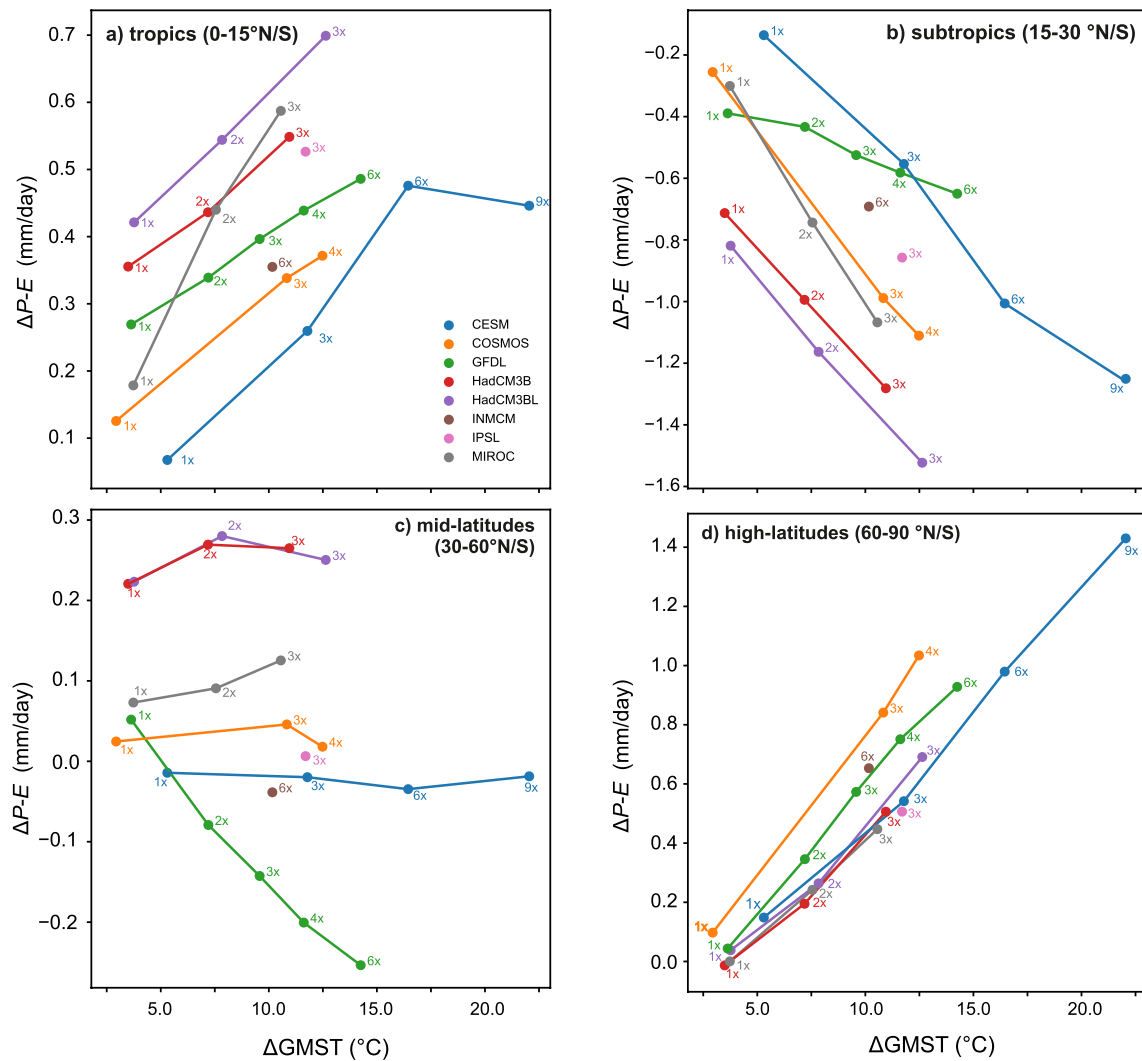 a) tropics (0-15°N/S)
0.7
0.6
0.5
0.4
0.3
0.2
0.1
ΔP-E (mm/day)
1x
2x
3x
1x
2x
3x
1x
2x
3x
3x
1x
2x
3x
4x
6x
6x
1x
3x
4x
1x
3x
6x
9x
CESM
COSMOS
GFDL
HadCM3B
HadCM3BL
INMCM
IPSL
MIROC
b) subtropics (15-30 °N/S)
−0.2
−0.4
−0.6
−0.8
−1.0
−1.2
−1.4
−1.6
ΔP-E (mm/day)
1x
3x
6x
9x
1x
3x
4x
1x
2x
3x
1x
2x
3x
4x
6x
6x
3x
1x
2x
3x
1x
2x
3x
c) mid-latitudes
(30-60°N/S)
0.3
0.2
0.1
0.0
−0.1
−0.2
ΔP-E (mm/day)
1x
2x
3x
2x
3x
1x
2x
3x
1x
3x
4x
3x
1x
3x
6x
9x
6x
1x
2x
3x
4x
6x
5.0
10.0
15.0
20.0
ΔGMST (°C)
d) high-latitudes (60-90 °N/S)
1.4
1.2
1.0
0.8
0.6
0.4
0.2
0.0
ΔP-E (mm/day)
1x
3x
4x
1x
2x
3x
4x
6x
6x
1x
3x
6x
9x
1x
2x
3x
1x
2x
3x
1x
2x
3x
3x
5.0
10.0
15.0
20.0
ΔGMST (°C)